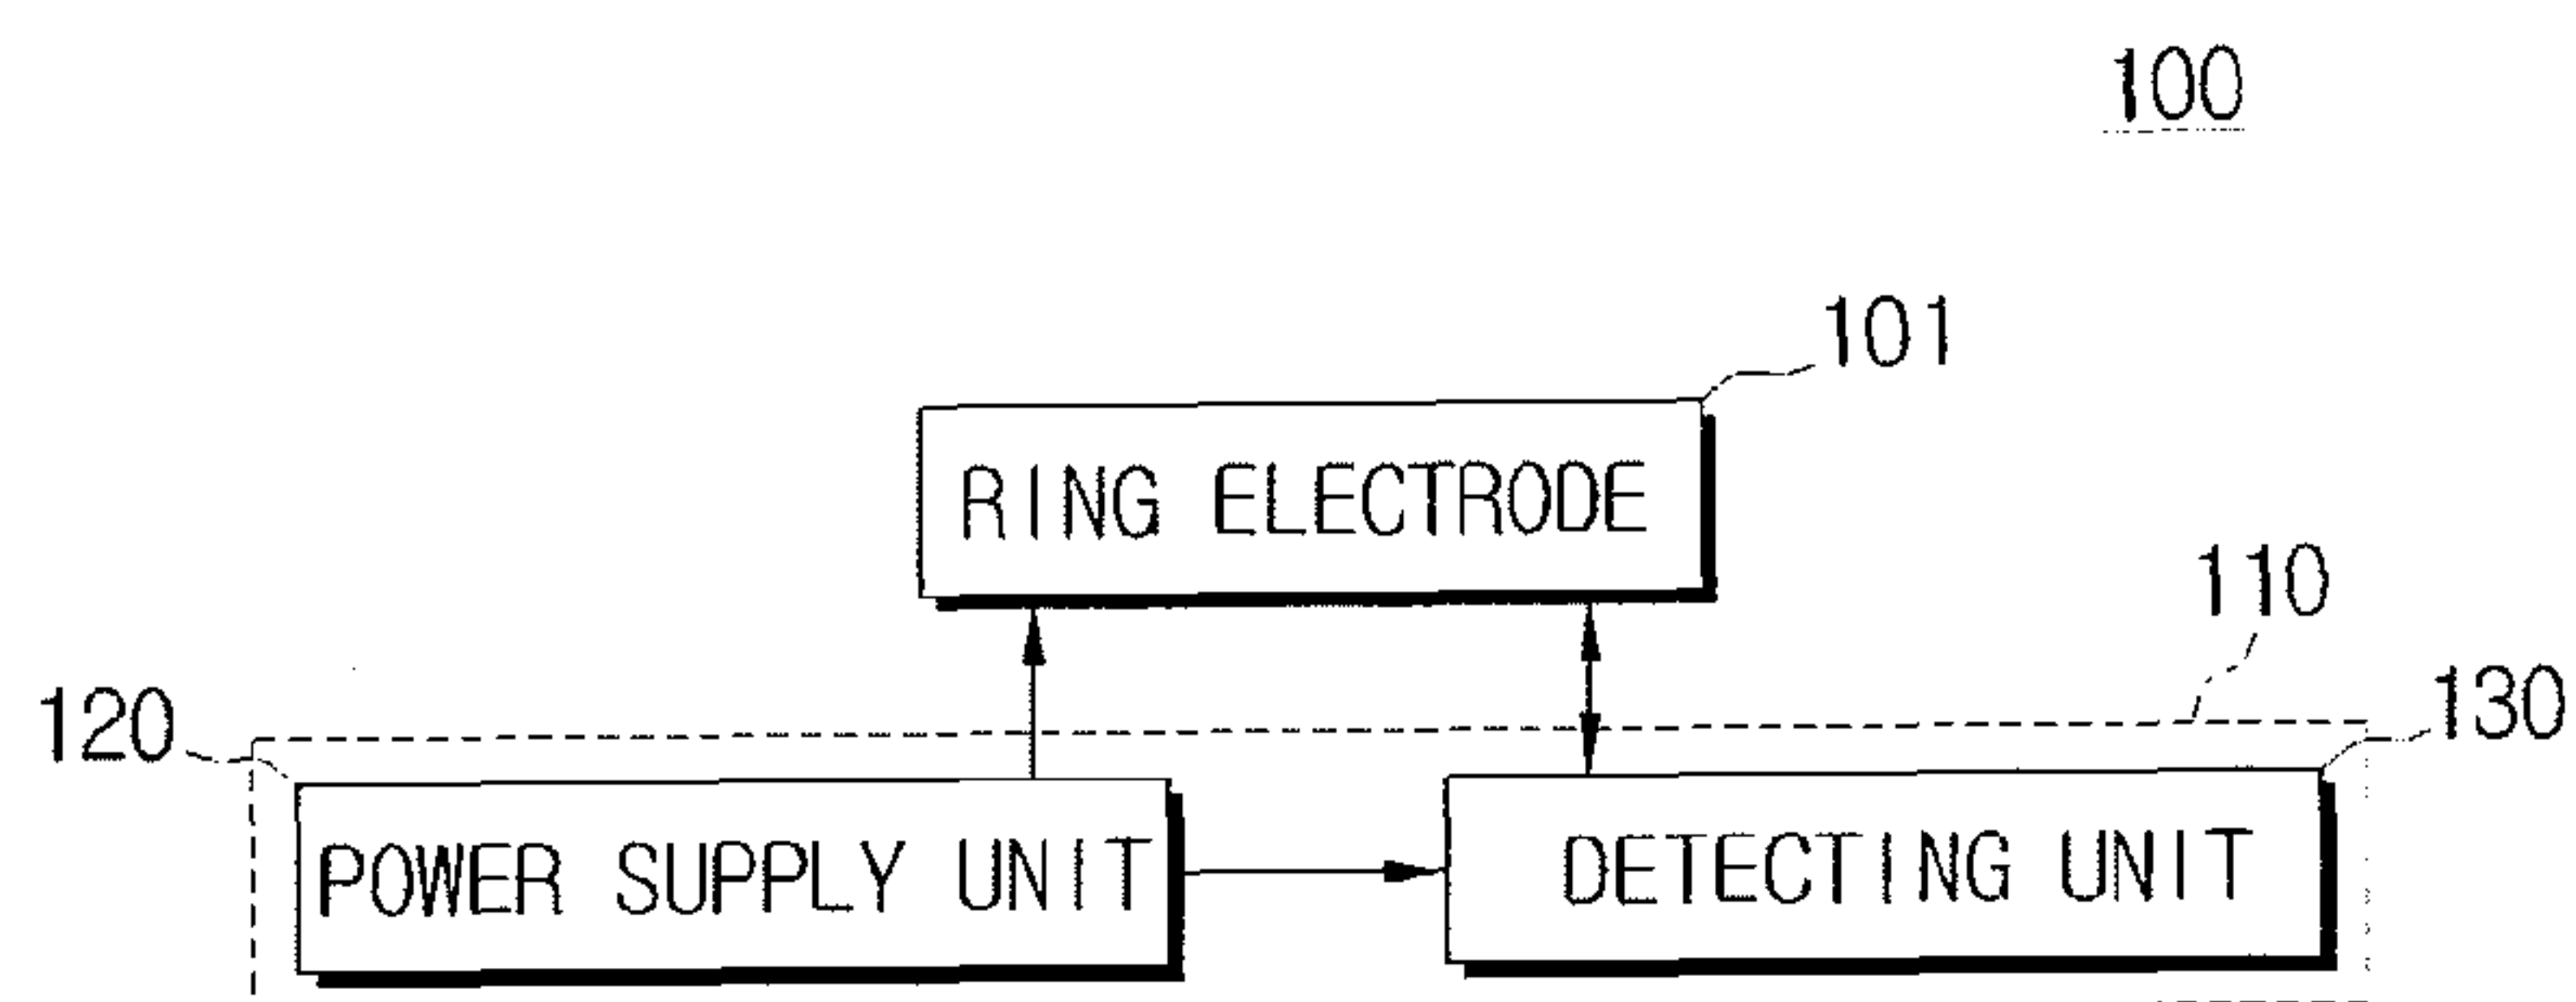 100
101
RING ELECTRODE
110
120
130
POWER SUPPLY UNIT
DETECTING UNIT